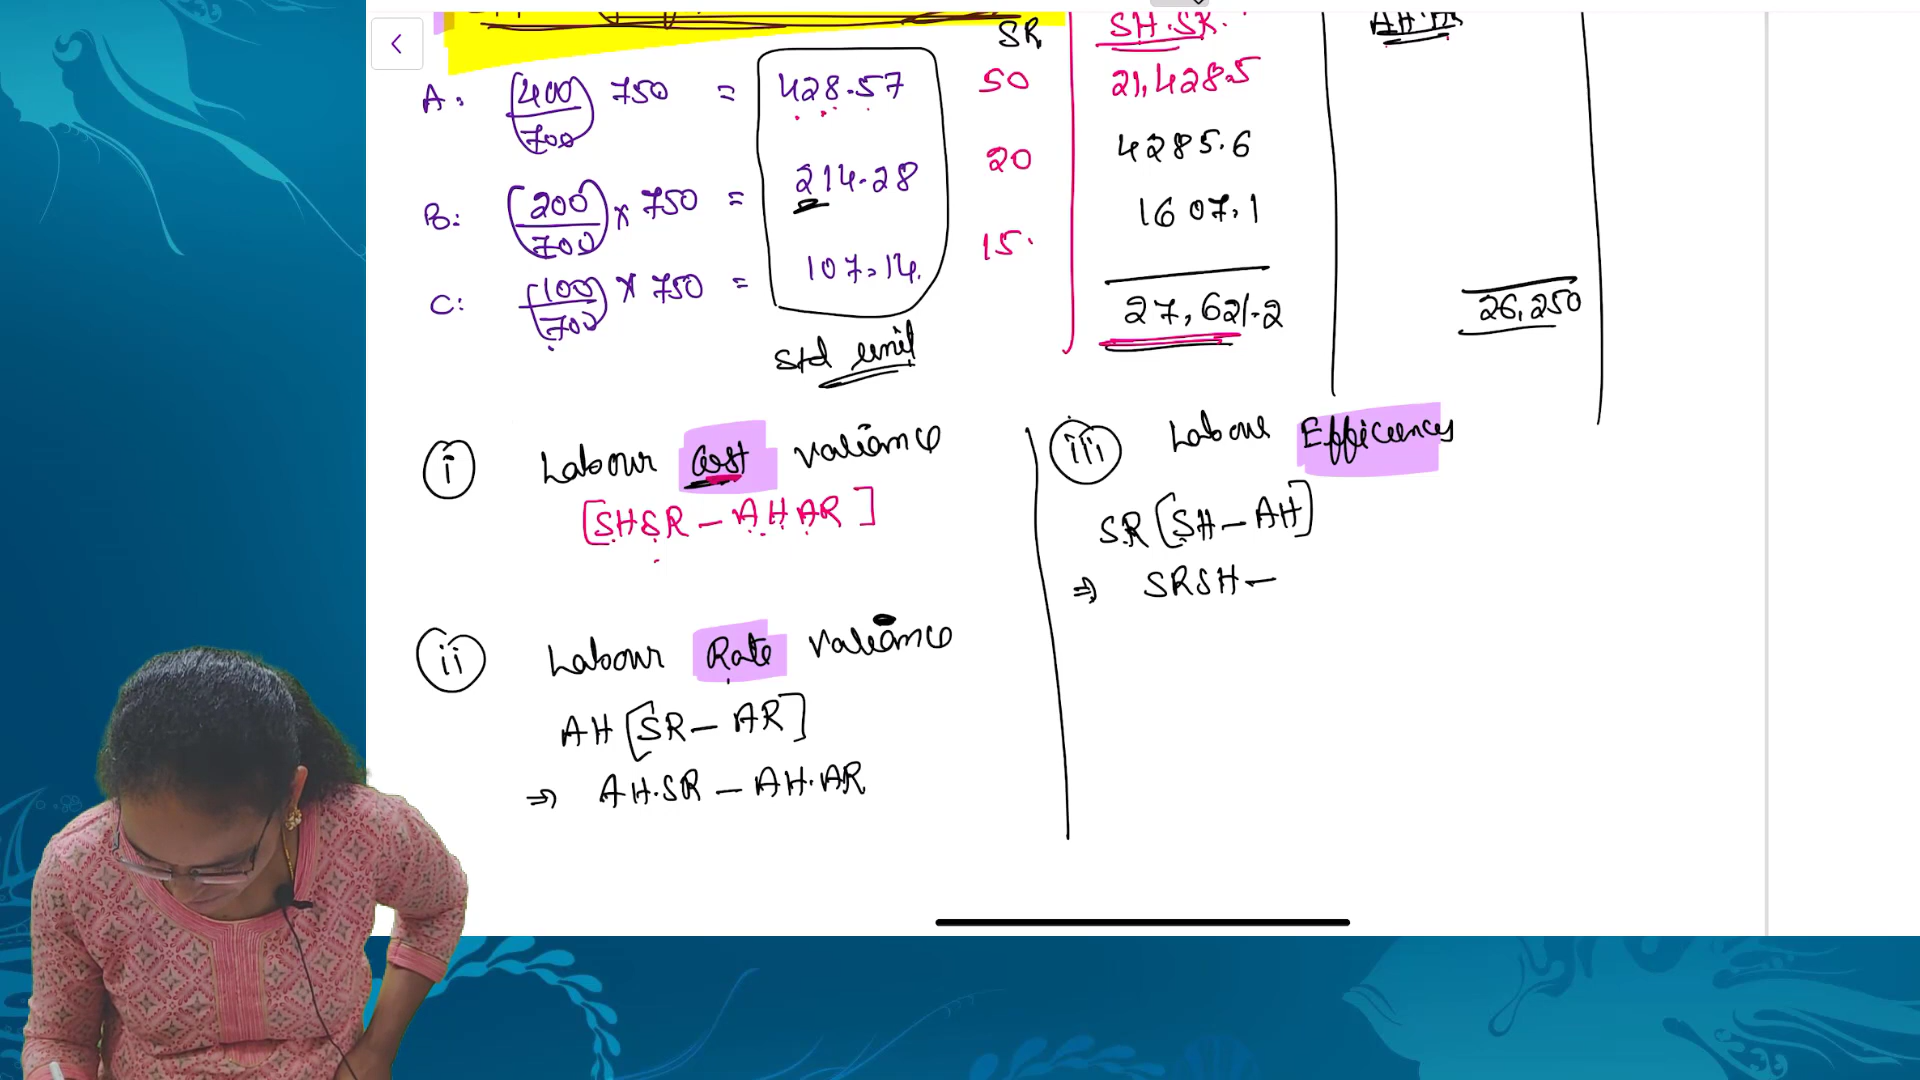 SR SH.SR. AH.
A: (400/700) 750 = 428.57 50 21,428.5
B: (200/700) x 750 = 214.28 20 4285.6
C: (100/700) x 750 = 107.14. 15. 1607.1
27,621.2 26,250
Std unit
(i) Labour Cost variance
[SHSR - AHAR]
(ii) Labour Rate variance
AH [SR - AR]
⇒ AH.SR - AH.AR
(iii) Labour Efficiency
SR [SH - AH]
⇒ SRSH -